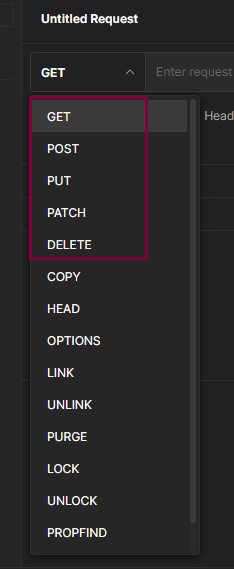 Untitled Request
GET
Enter request
Head
GET
POST
PUT
PATCH
DELETE
COPY
HEAD
OPTIONS
LINK
UNLINK
PURGE
LOCK
UNLOCK
PROPFIND